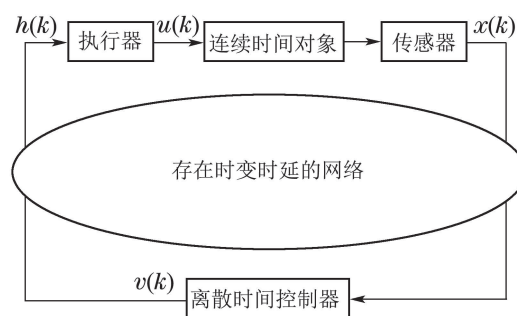 h(k) 执行器 u(k) 连续时间对象 传感器 x(k)
存在时变时延的网络
v(k) 离散时间控制器